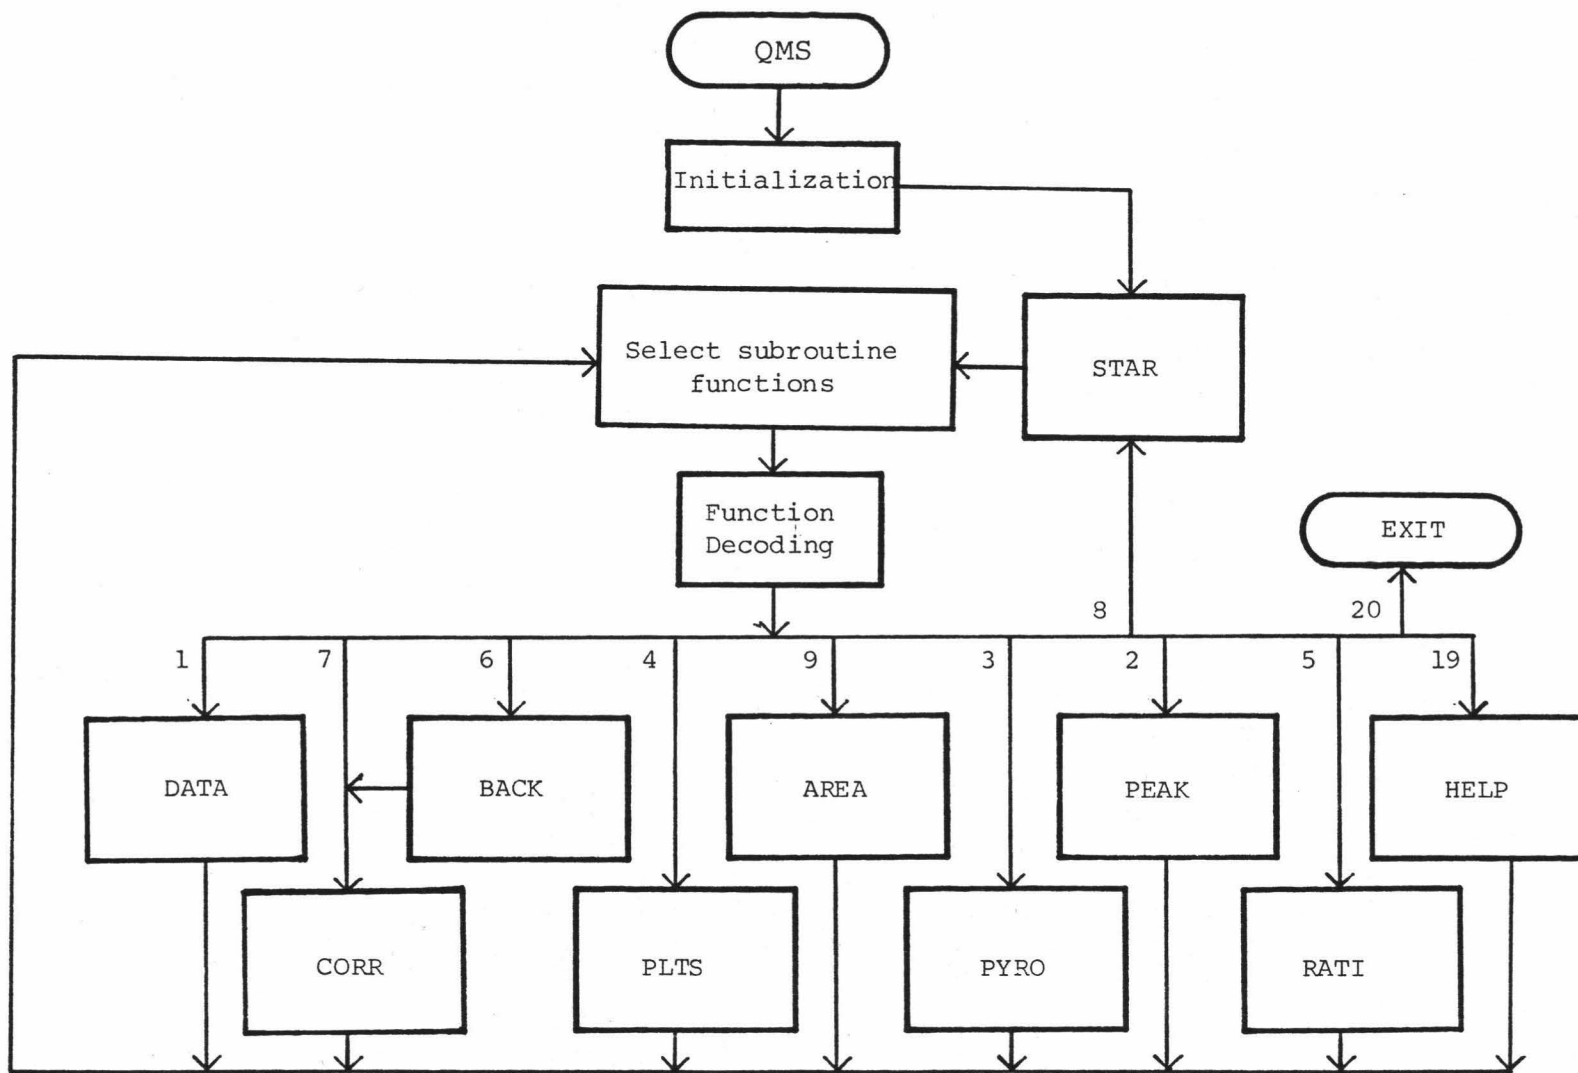 QMS
Initialization
Select subroutine
functions
STAR
Function
Decoding
EXIT
8
20
1
7
6
4
9
3
2
5
19
DATA
BACK
AREA
PEAK
HELP
CORR
PLTS
PYRO
RATI